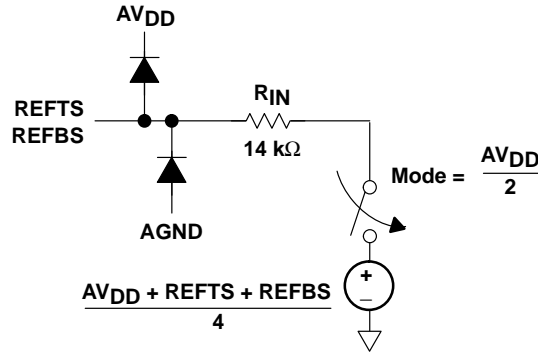 AVDD
REFTS
REFBS
RIN
14 kΩ
AGND
Mode = AVDD
2
AVDD + REFTS + REFBS
4
+
−